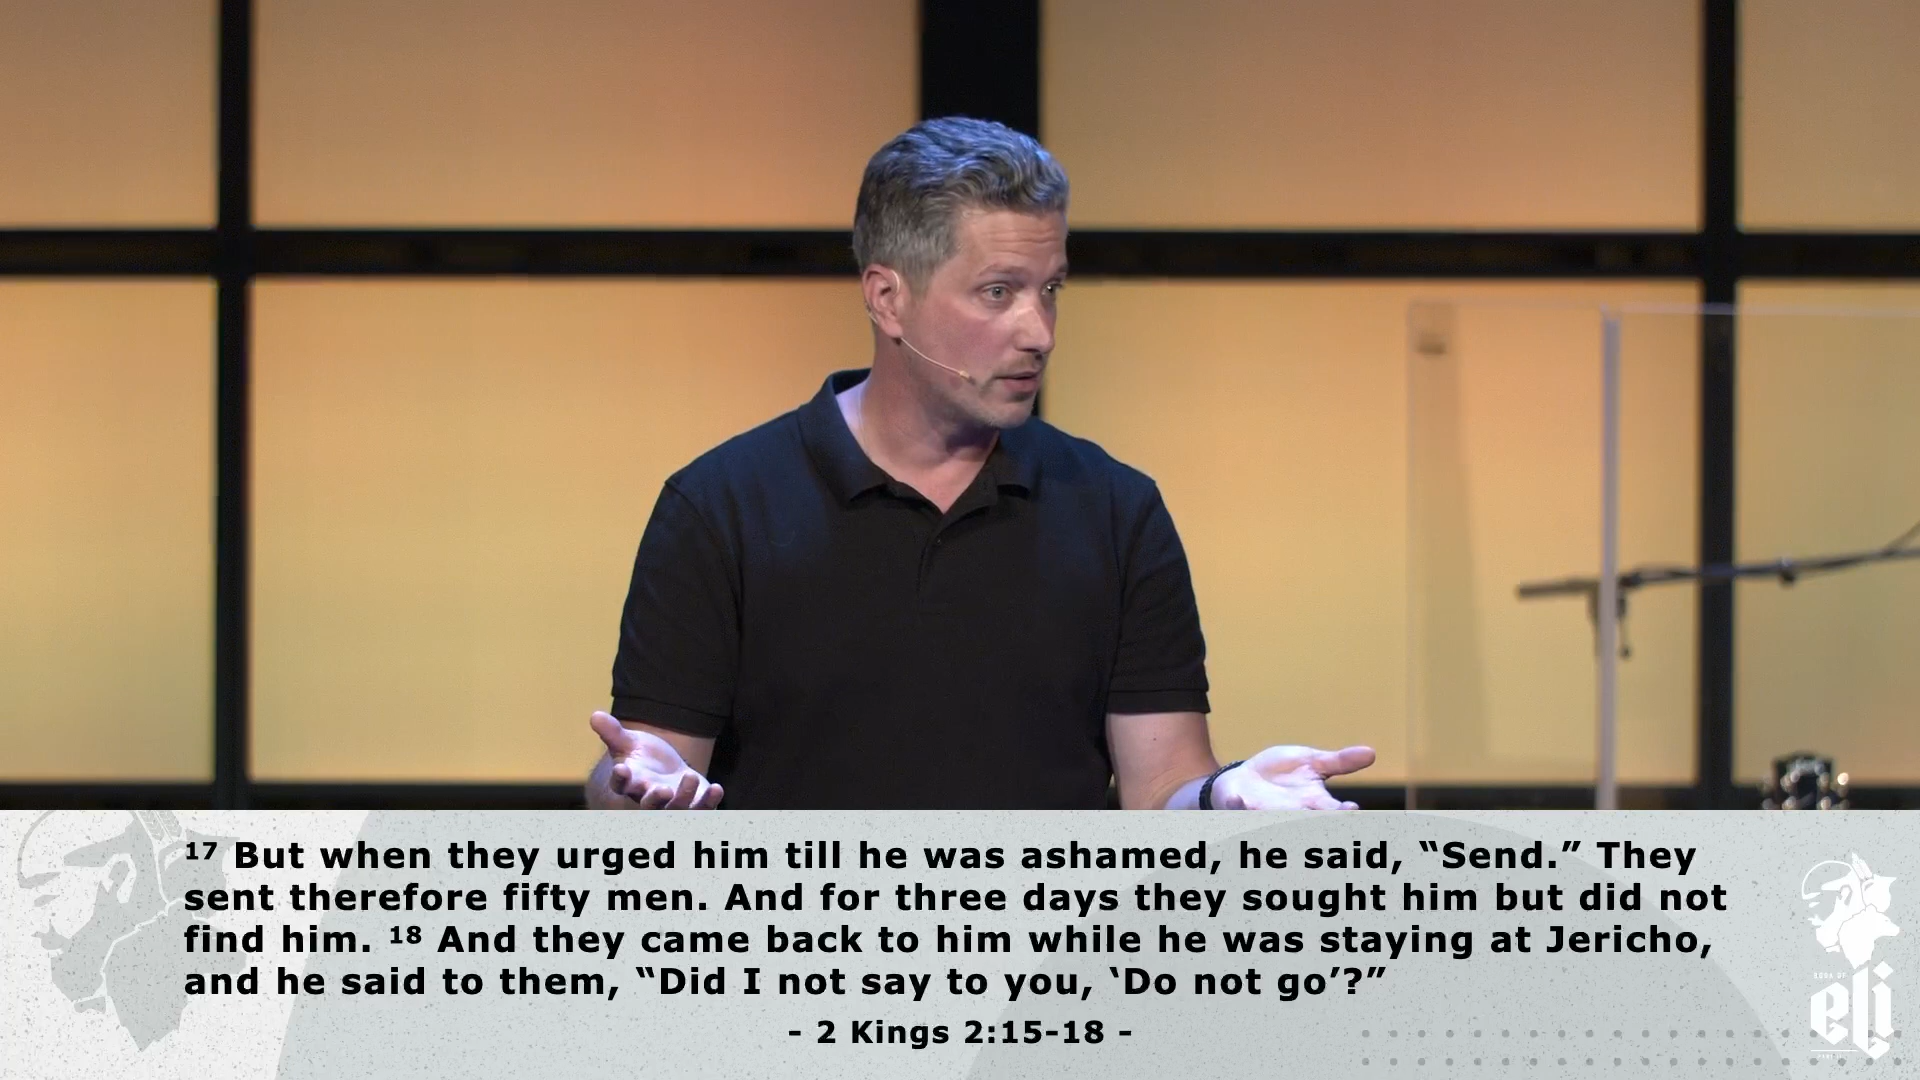 ¹⁷ But when they urged him till he was ashamed, he said, “Send.” They
sent therefore fifty men. And for three days they sought him but did not
find him. ¹⁸ And they came back to him while he was staying at Jericho,
and he said to them, “Did I not say to you, ‘Do not go’?”
- 2 Kings 2:15-18 -
BOOK OF
eli